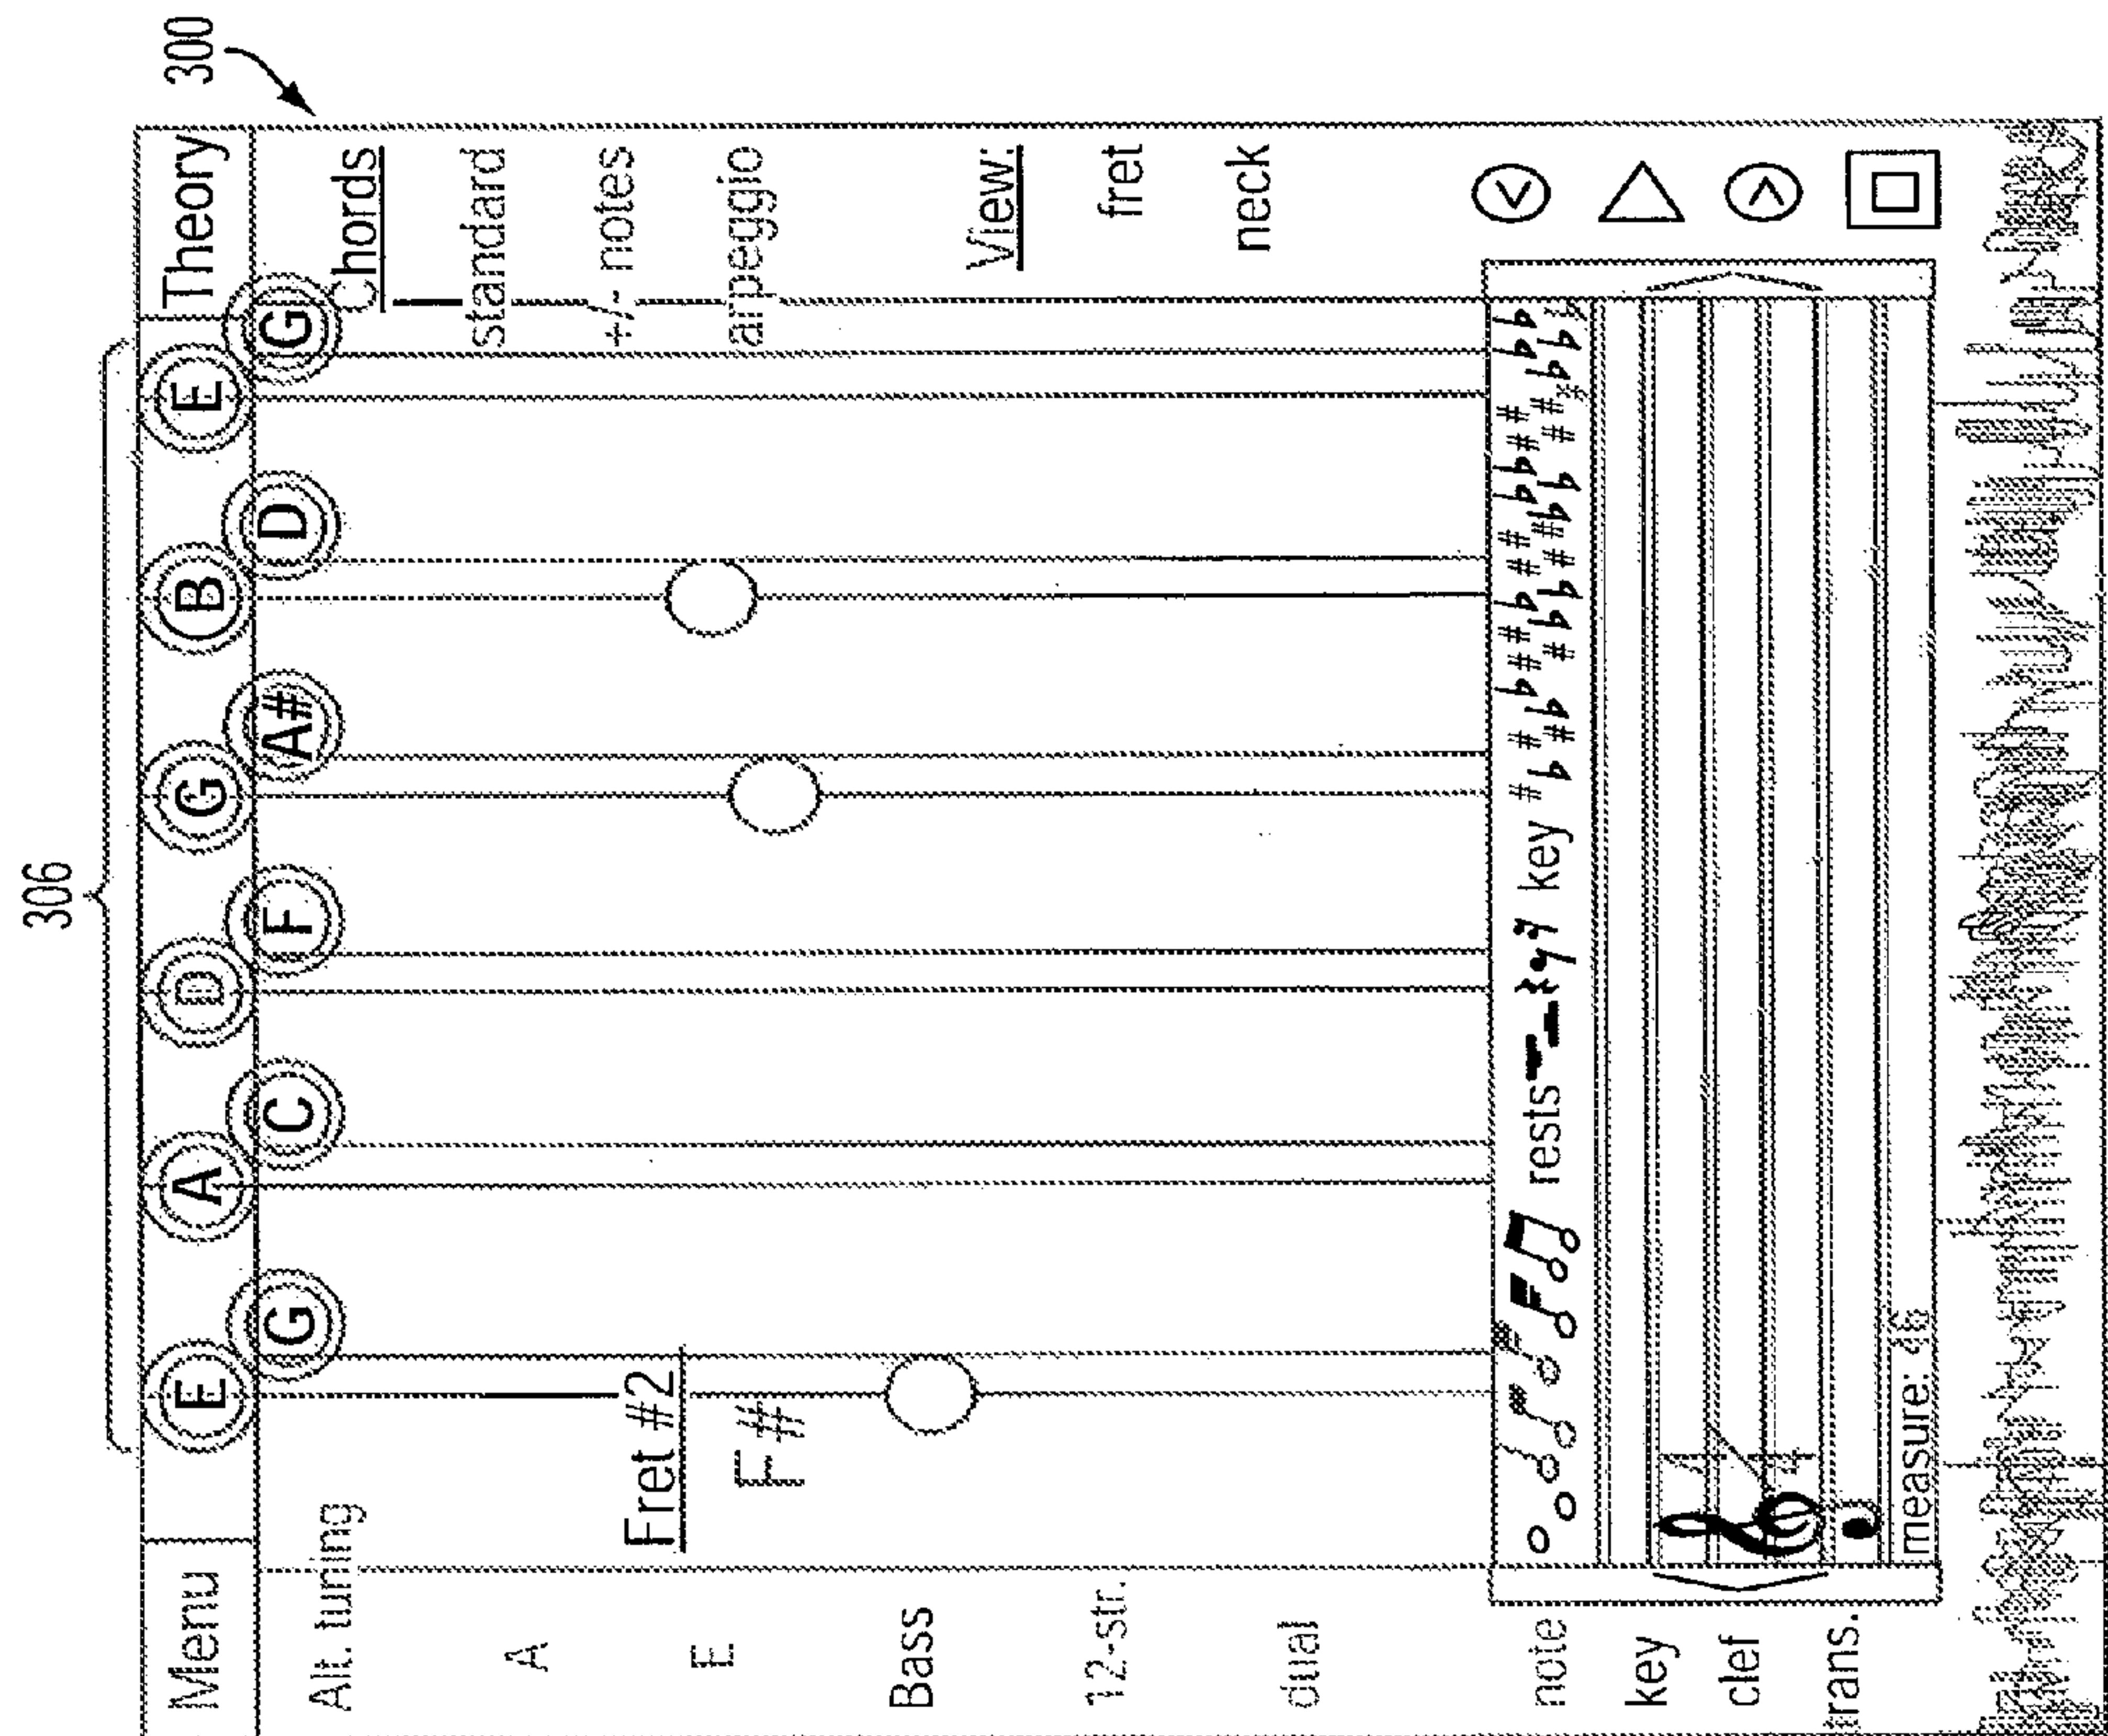 300
306
Menu E A D G B E Theory
G C F A# D G
Alt. tuning
Chords
A
standard
E
Fret #2
+/- notes
F#
arpeggio
Bass
12-str.
View:
fret
dual
neck
note
rests
key
key
clef
trans.
measure: 46